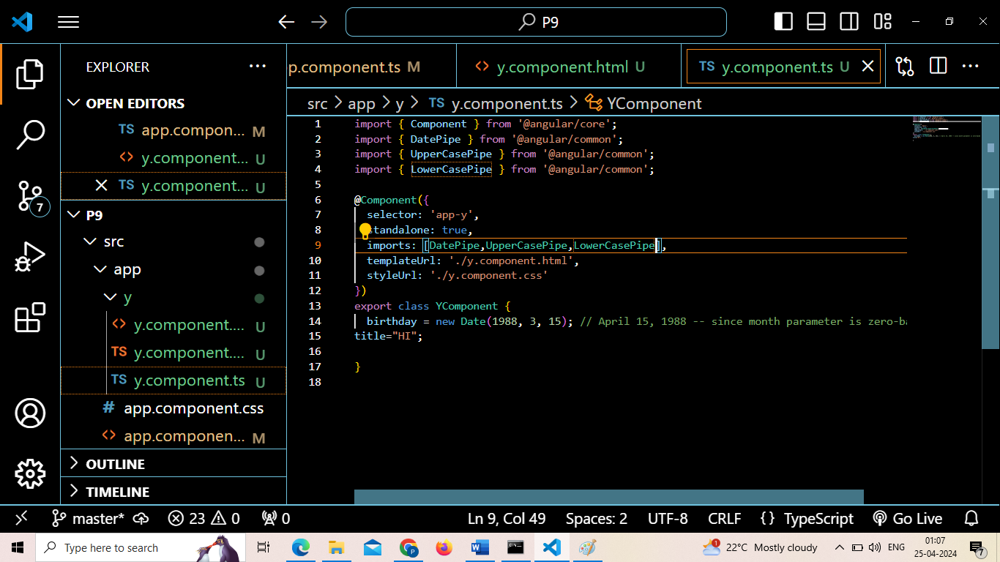 P9
EXPLORER
OPEN EDITORS
TS app.compon... M
y.component... U
TS y.component... U
P9
src
app
y
y.component.... U
TS y.component.... U
TS y.component.ts U
# app.component.css
app.componen... M
OUTLINE
TIMELINE
7
p.component.ts M
y.component.html U
TS y.component.ts U
src > app > y > TS y.component.ts > YComponent
1 import { Component } from '@angular/core';
2 import { DatePipe } from '@angular/common';
3 import { UpperCasePipe } from '@angular/common';
4 import { LowerCasePipe } from '@angular/common';
5
6 @Component({
7 selector: 'app-y',
8 standalone: true,
9 imports: [DatePipe,UpperCasePipe,LowerCasePipe],
10 templateUrl: './y.component.html',
11 styleUrl: './y.component.css'
12 })
13 export class YComponent {
14 birthday = new Date(1988, 3, 15); // April 15, 1988 -- since month parameter is zero-ba
15 title="HI";
16
17 }
18
master* 23 0 0 Ln 9, Col 49 Spaces: 2 UTF-8 CRLF {} TypeScript Go Live
Type here to search 1 22°C Mostly cloudy ENG 01:07
25-04-2024 7